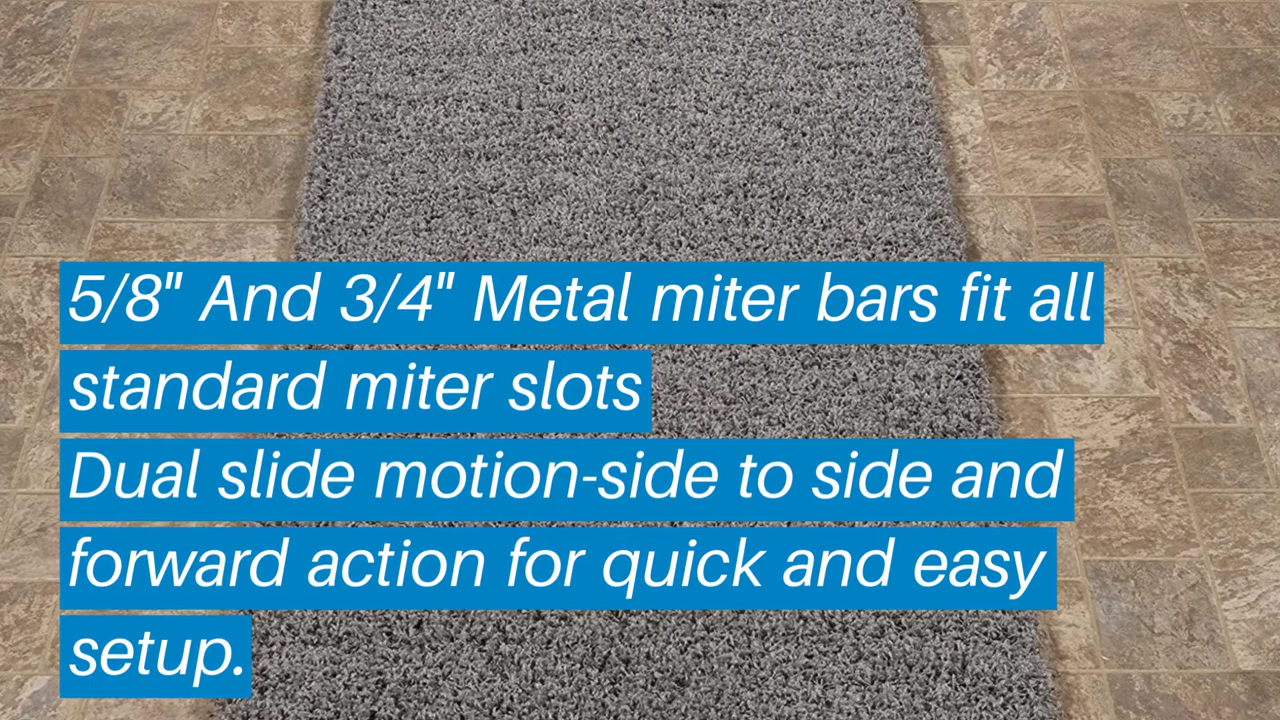 5/8" And 3/4" Metal miter bars fit all
standard miter slots
Dual slide motion-side to side and
forward action for quick and easy
setup.